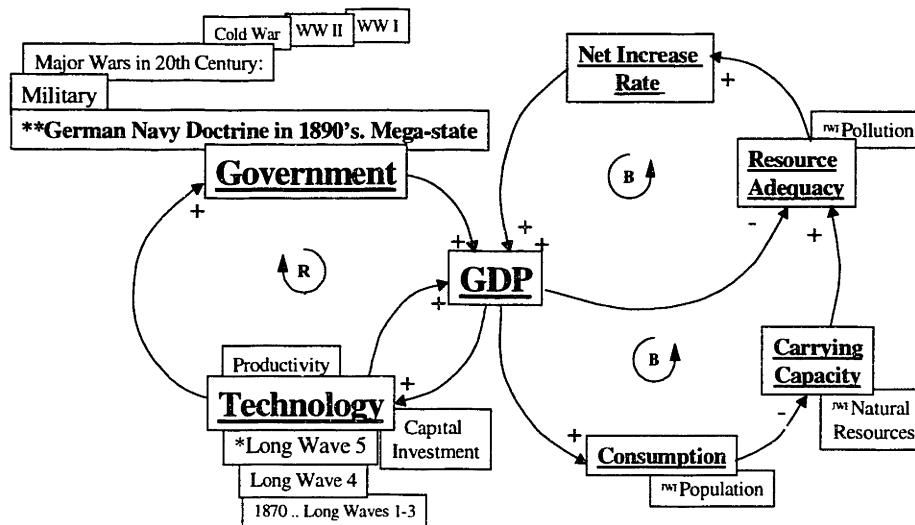 Cold War
WW II
WW I
Major Wars in 20th Century:
Military
**German Navy Doctrine in 1890's. Mega-state
Government
+
+
R
Technology
Productivity
*Long Wave 5
Long Wave 4
1870 .. Long Waves 1-3
Capital
Investment
+
+
GDP
+
+
Net Increase
Rate
+
B
Pollution
Resource
Adequacy
-
+
B
Carrying
Capacity
Natural
Resources
-
Consumption
+
Population